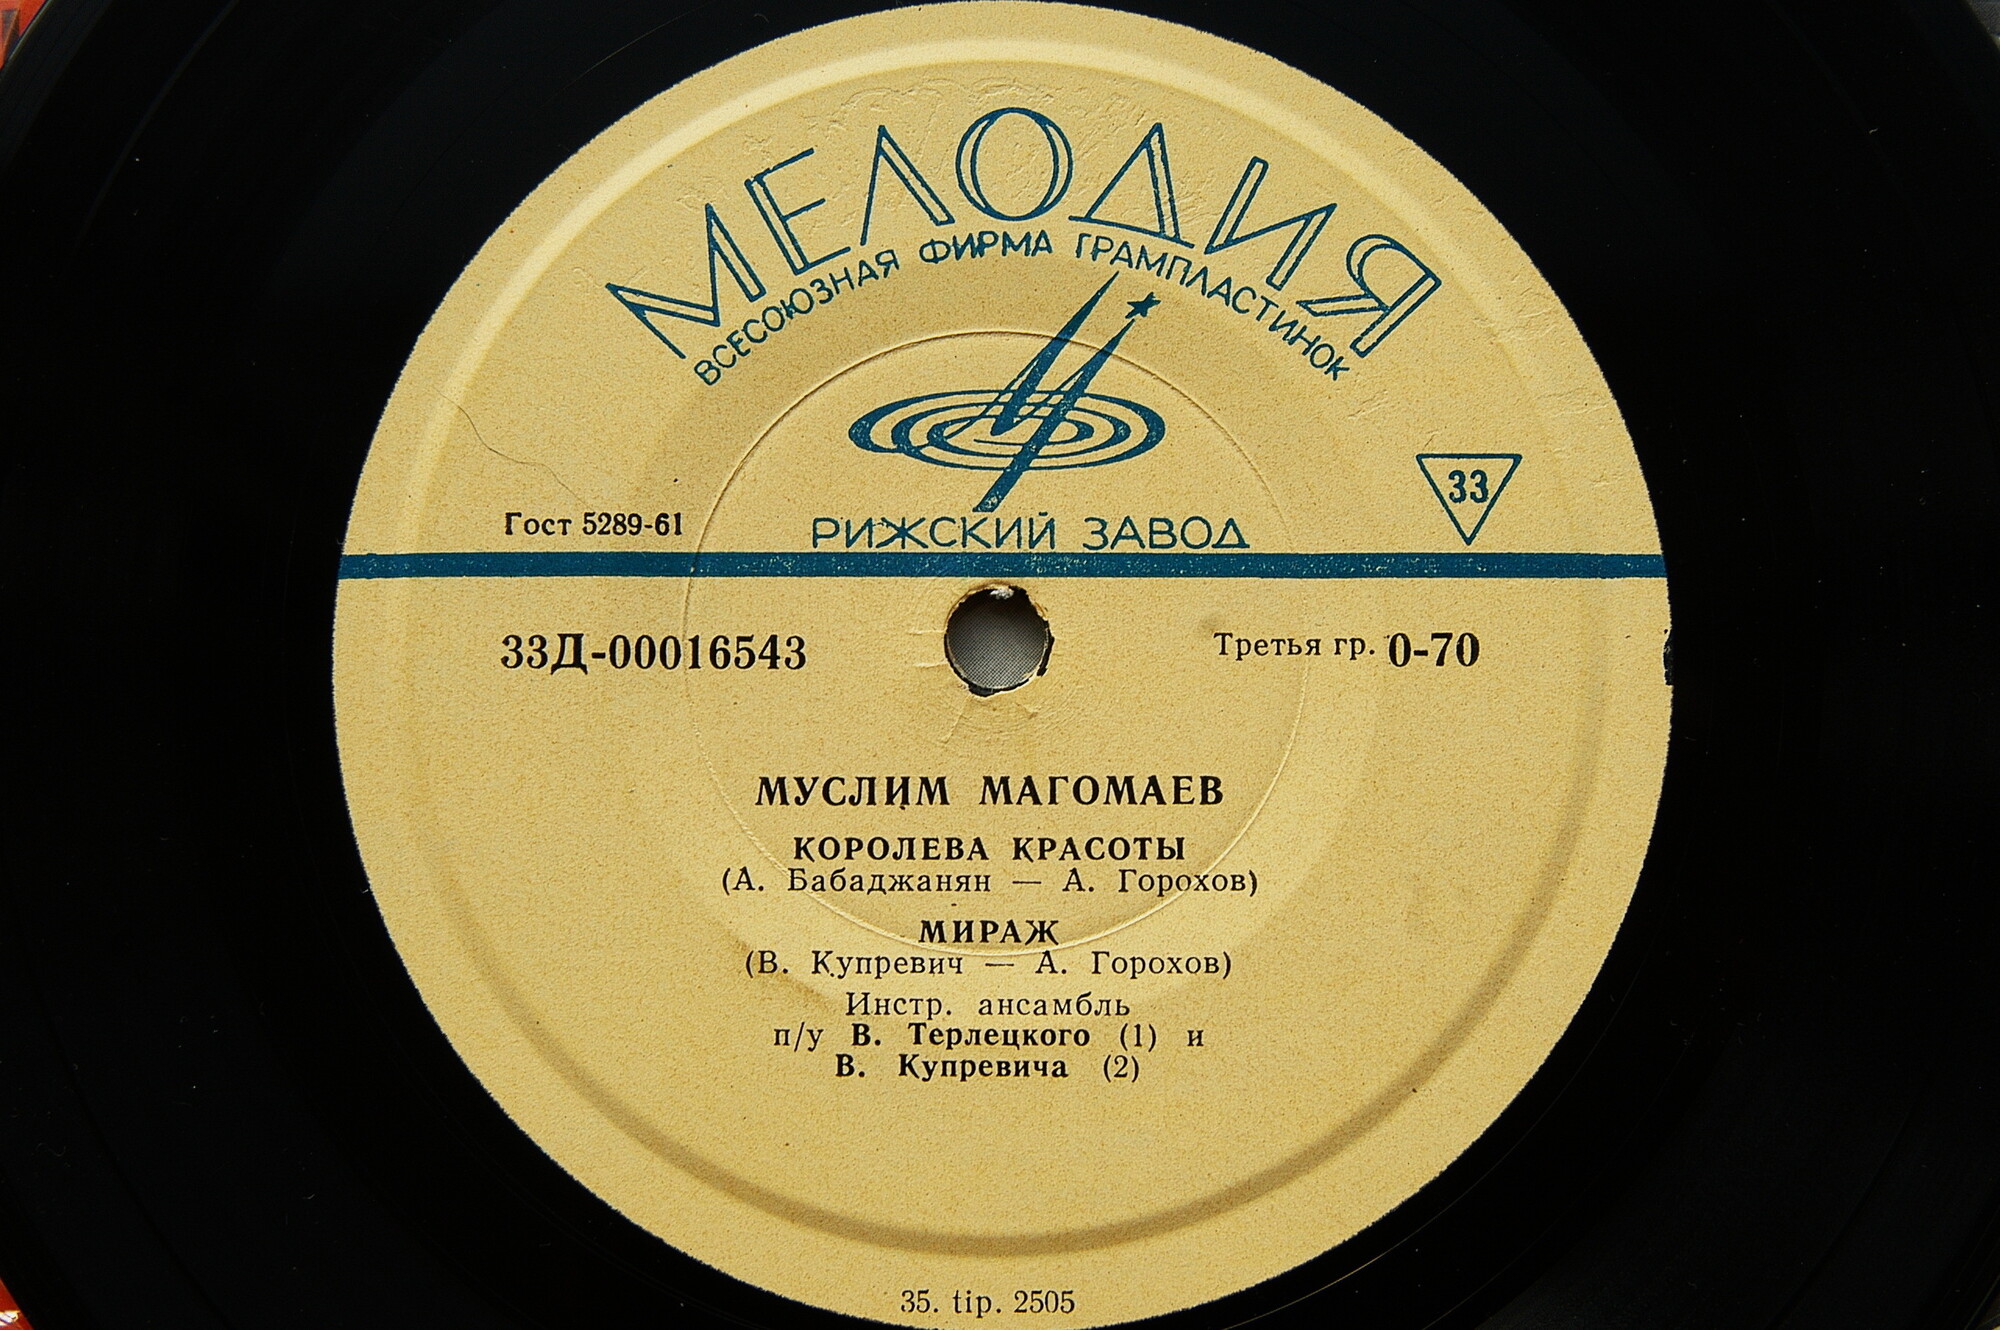 МЕЛОДИЯ
ВСЕСОЮЗНАЯ ФИРМА ГРАМПЛАСТИНОК
33
Гост 5289-61
РИЖСКИЙ ЗАВОД
33Д-00016543
Третья гр. 0-70
МУСЛИМ МАГОМАЕВ
КОРОЛЕВА КРАСОТЫ
(А. Бабаджанян — А. Горохов)
МИРАЖ
(В. Купревич — А. Горохов)
Инстр. ансамбль
п/у В. Терлецкого (1) и
В. Купревича (2)
35. tip. 2505